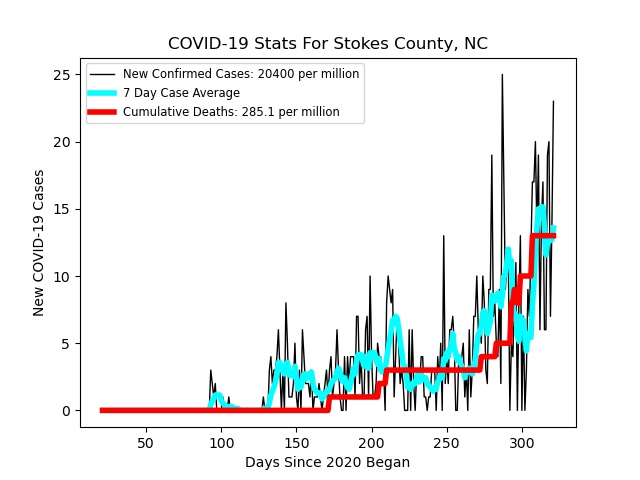 COVID-19 Stats For Stokes County, NC
New Confirmed Cases: 20400 per million
7 Day Case Average
Cumulative Deaths: 285.1 per million
New COVID-19 Cases
25
20
15
10
5
0
50
100
150
200
250
300
Days Since 2020 Began